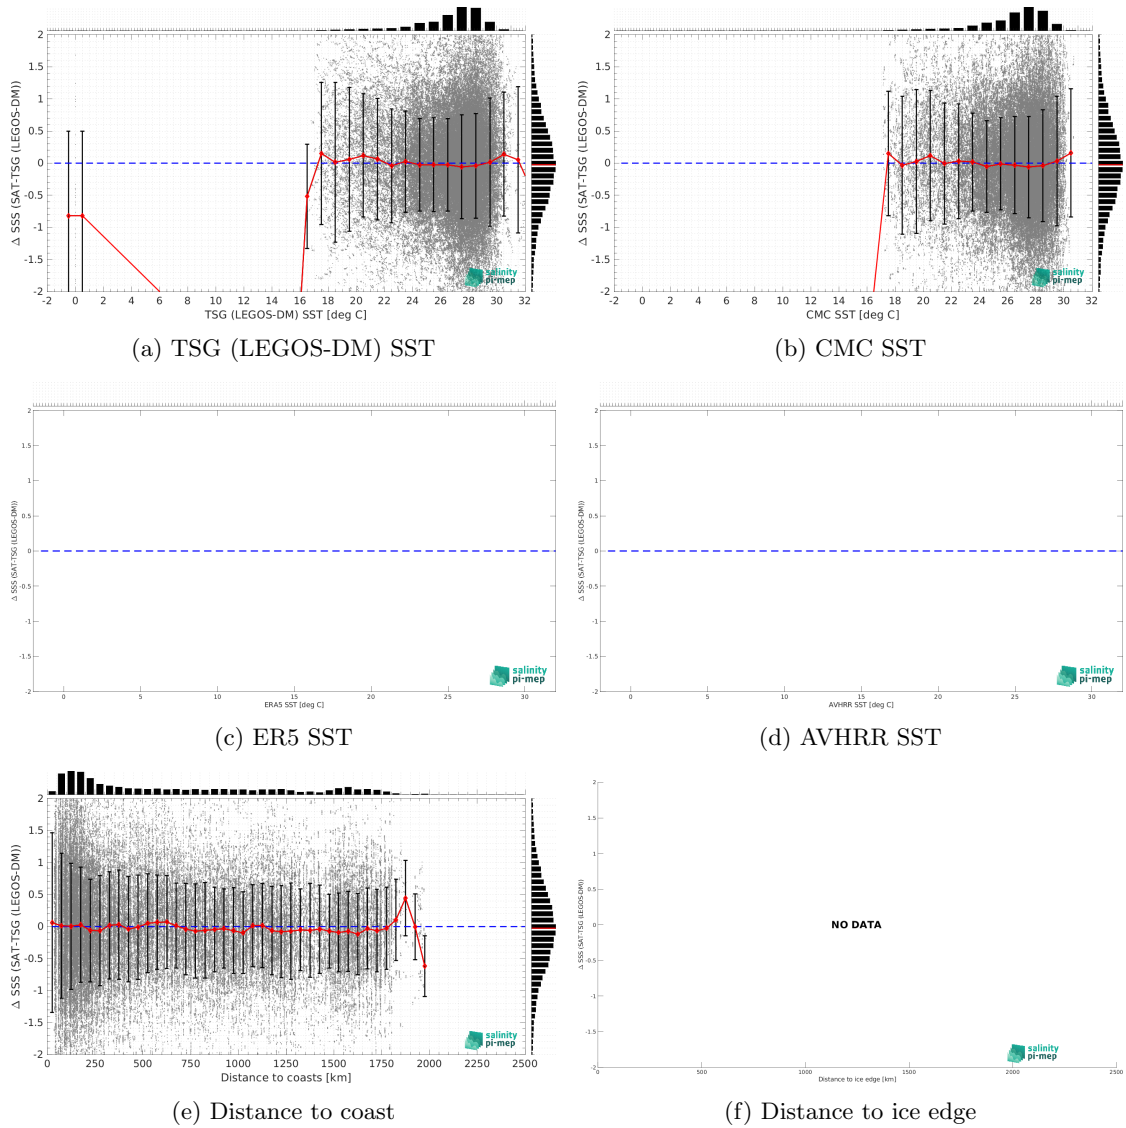 2
1.5
1
0.5
0
-0.5
-1
-1.5
-2
Δ SSS (SAT-TSG (LEGOS-DM))
-2 0 2 4 6 8 10 12 14 16 18 20 22 24 26 28 30 32
TSG (LEGOS-DM) SST [deg C]
salinity
pi-mep
(a) TSG (LEGOS-DM) SST
2
1.5
1
0.5
0
-0.5
-1
-1.5
-2
Δ SSS (SAT-TSG (LEGOS-DM))
-2 0 2 4 6 8 10 12 14 16 18 20 22 24 26 28 30 32
CMC SST [deg C]
salinity
pi-mep
(b) CMC SST
2
1.5
1
0.5
0
-0.5
-1
-1.5
-2
Δ SSS (SAT-TSG (LEGOS-DM))
0 5 10 15 20 25 30
ERA5 SST [deg C]
salinity
pi-mep
(c) ER5 SST
2
1.5
1
0.5
0
-0.5
-1
-1.5
-2
Δ SSS (SAT-TSG (LEGOS-DM))
0 5 10 15 20 25 30
AVHRR SST [deg C]
salinity
pi-mep
(d) AVHRR SST
2
1.5
1
0.5
0
-0.5
-1
-1.5
-2
Δ SSS (SAT-TSG (LEGOS-DM))
0 250 500 750 1000 1250 1500 1750 2000 2250 2500
Distance to coasts [km]
salinity
pi-mep
(e) Distance to coast
2
1.5
1
0.5
0
-0.5
-1
-1.5
-2
Δ SSS (SAT-TSG (LEGOS-DM))
NO DATA
0 500 1000 1500 2000 2500
Distance to ice edge [km]
salinity
pi-mep
(f) Distance to ice edge